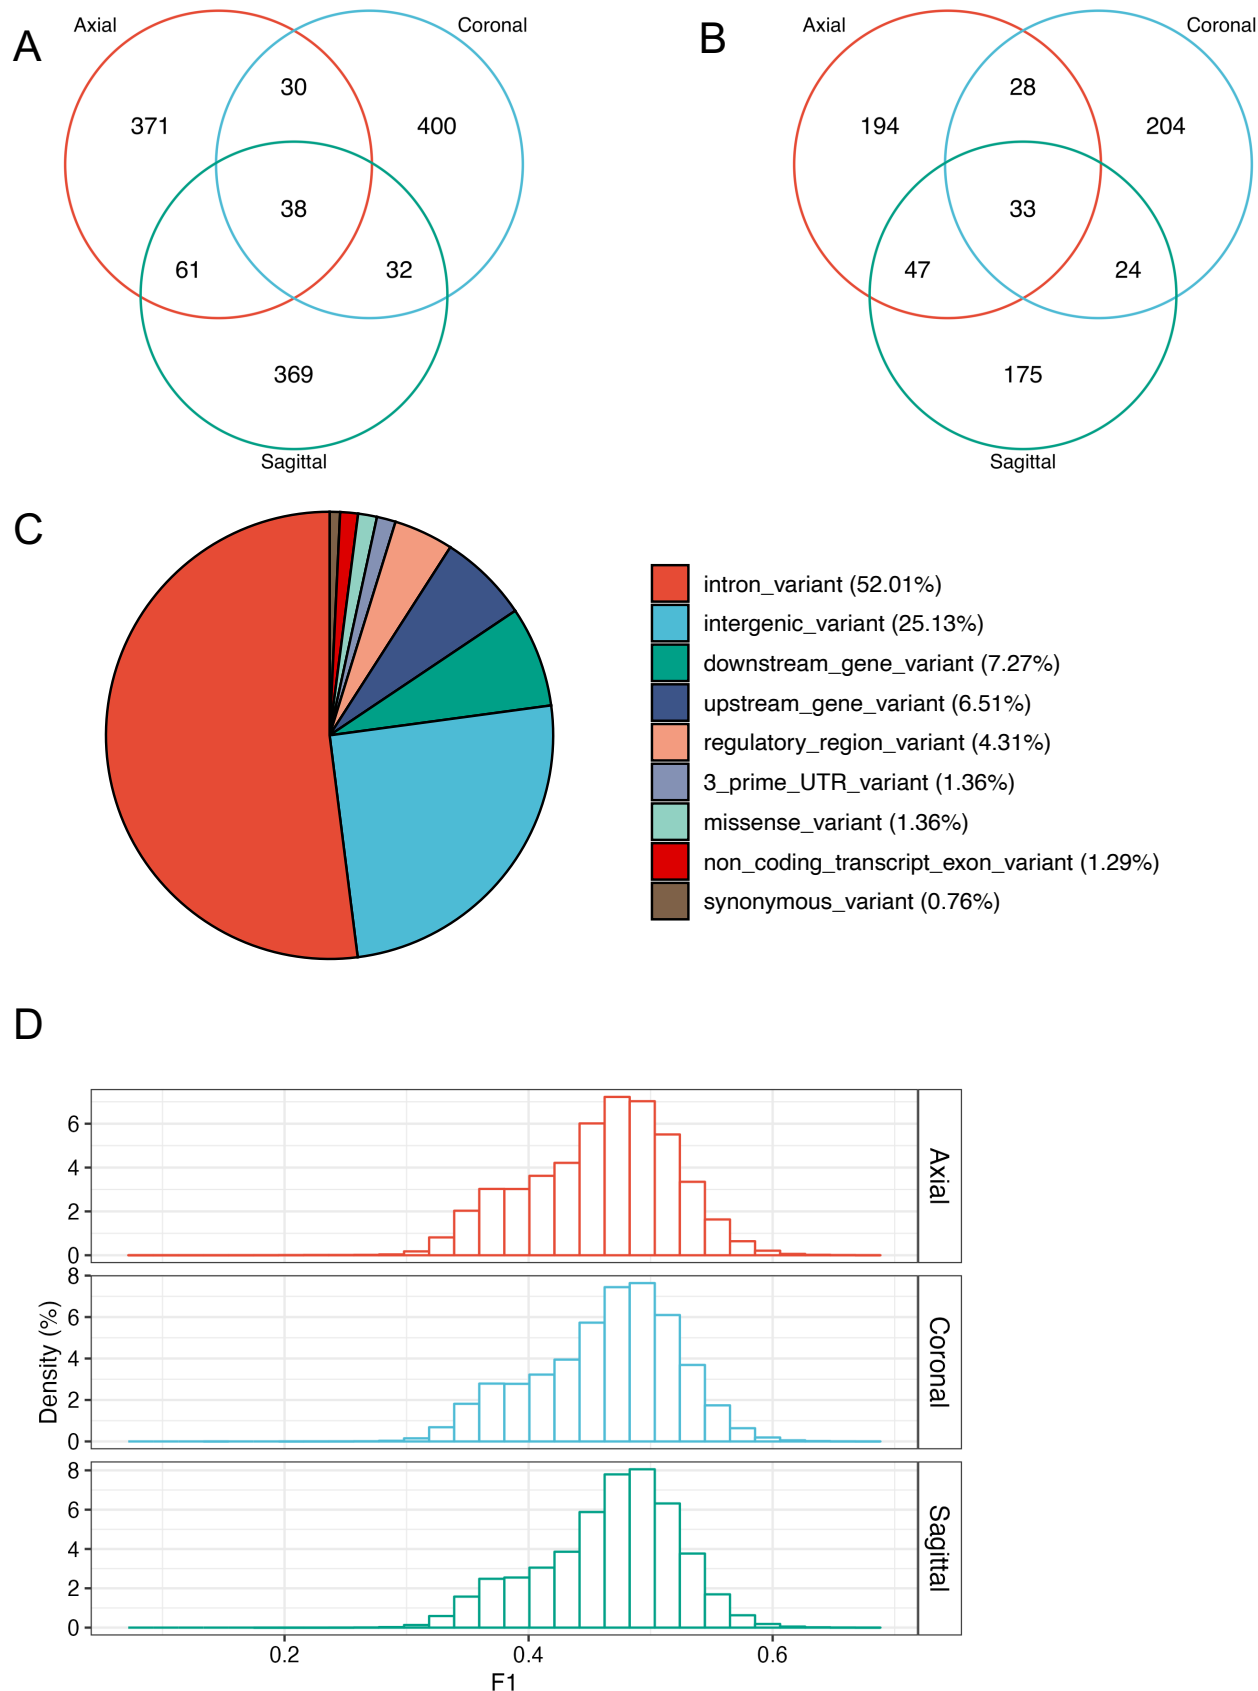 A
Axial
Coronal
30
371
400
38
61
32
369
Sagittal
B
Axial
Coronal
28
194
204
33
47
24
175
Sagittal
C
intron_variant (52.01%)
intergenic_variant (25.13%)
downstream_gene_variant (7.27%)
upstream_gene_variant (6.51%)
regulatory_region_variant (4.31%)
3_prime_UTR_variant (1.36%)
missense_variant (1.36%)
non_coding_transcript_exon_variant (1.29%)
synonymous_variant (0.76%)
D
6
4
2
0
Axial
8
6
4
2
0
Coronal
Density (%)
8
6
4
2
0
Sagittal
0.2 0.4 0.6
F1